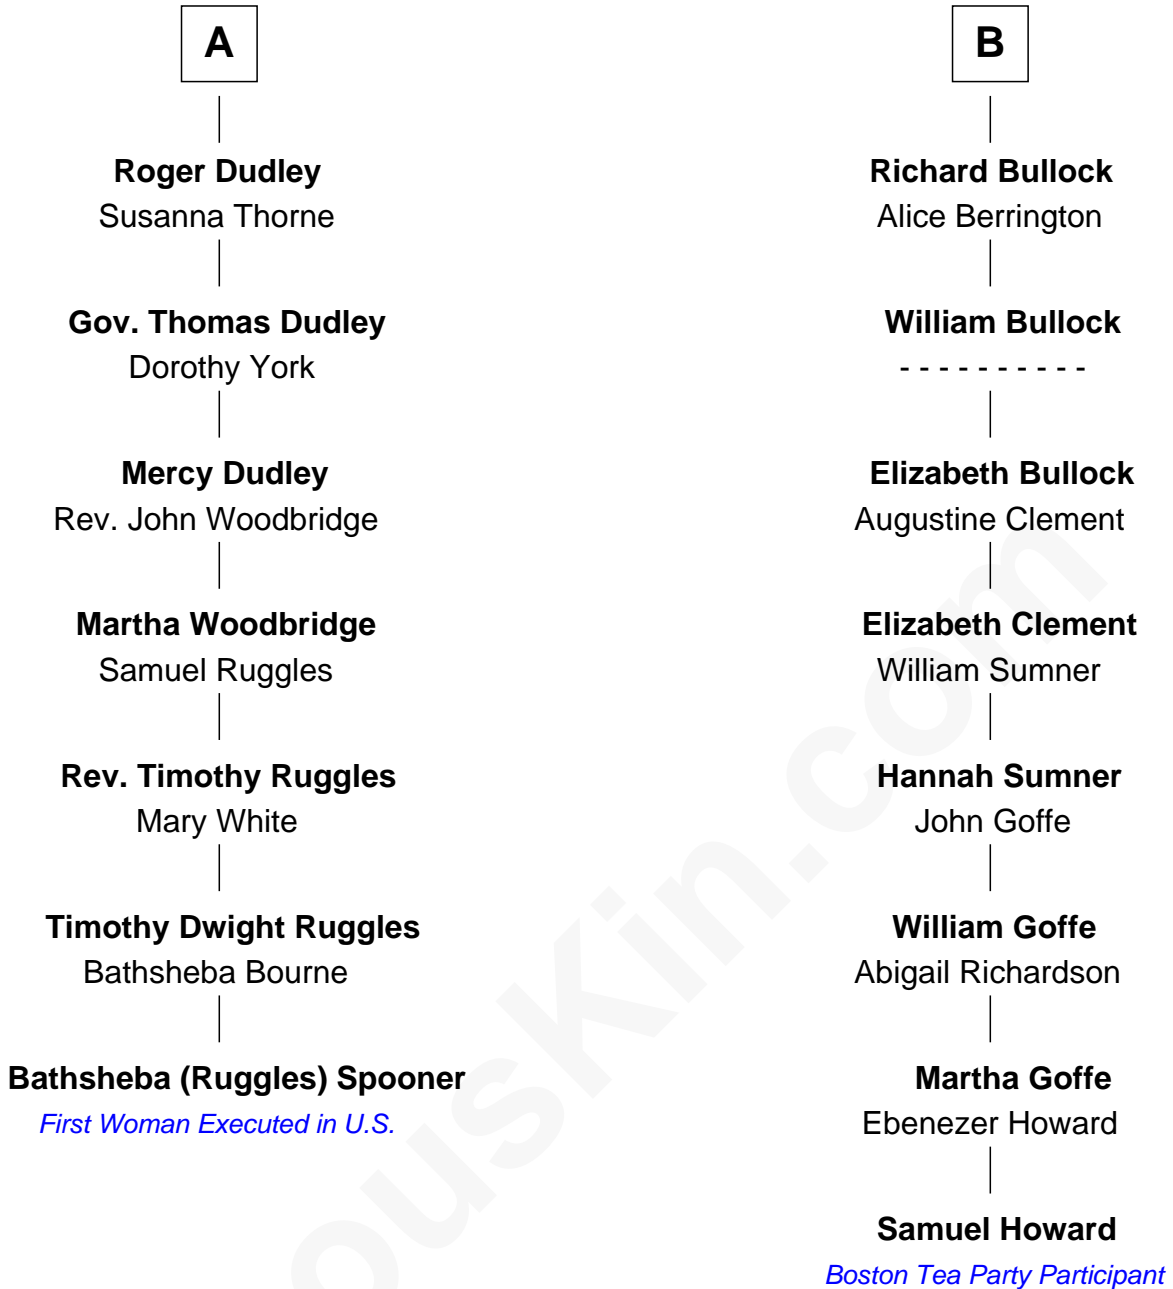 A
Roger Dudley
Susanna Thorne
Gov. Thomas Dudley
Dorothy York
Mercy Dudley
Rev. John Woodbridge
Martha Woodbridge
Samuel Ruggles
Rev. Timothy Ruggles
Mary White
Timothy Dwight Ruggles
Bathsheba Bourne
Bathsheba (Ruggles) Spooner
First Woman Executed in U.S.
B
Richard Bullock
Alice Berrington
William Bullock
- - - - - - - - - -
Elizabeth Bullock
Augustine Clement
Elizabeth Clement
William Sumner
Hannah Sumner
John Goffe
William Goffe
Abigail Richardson
Martha Goffe
Ebenezer Howard
Samuel Howard
Boston Tea Party Participant
ousKin.com